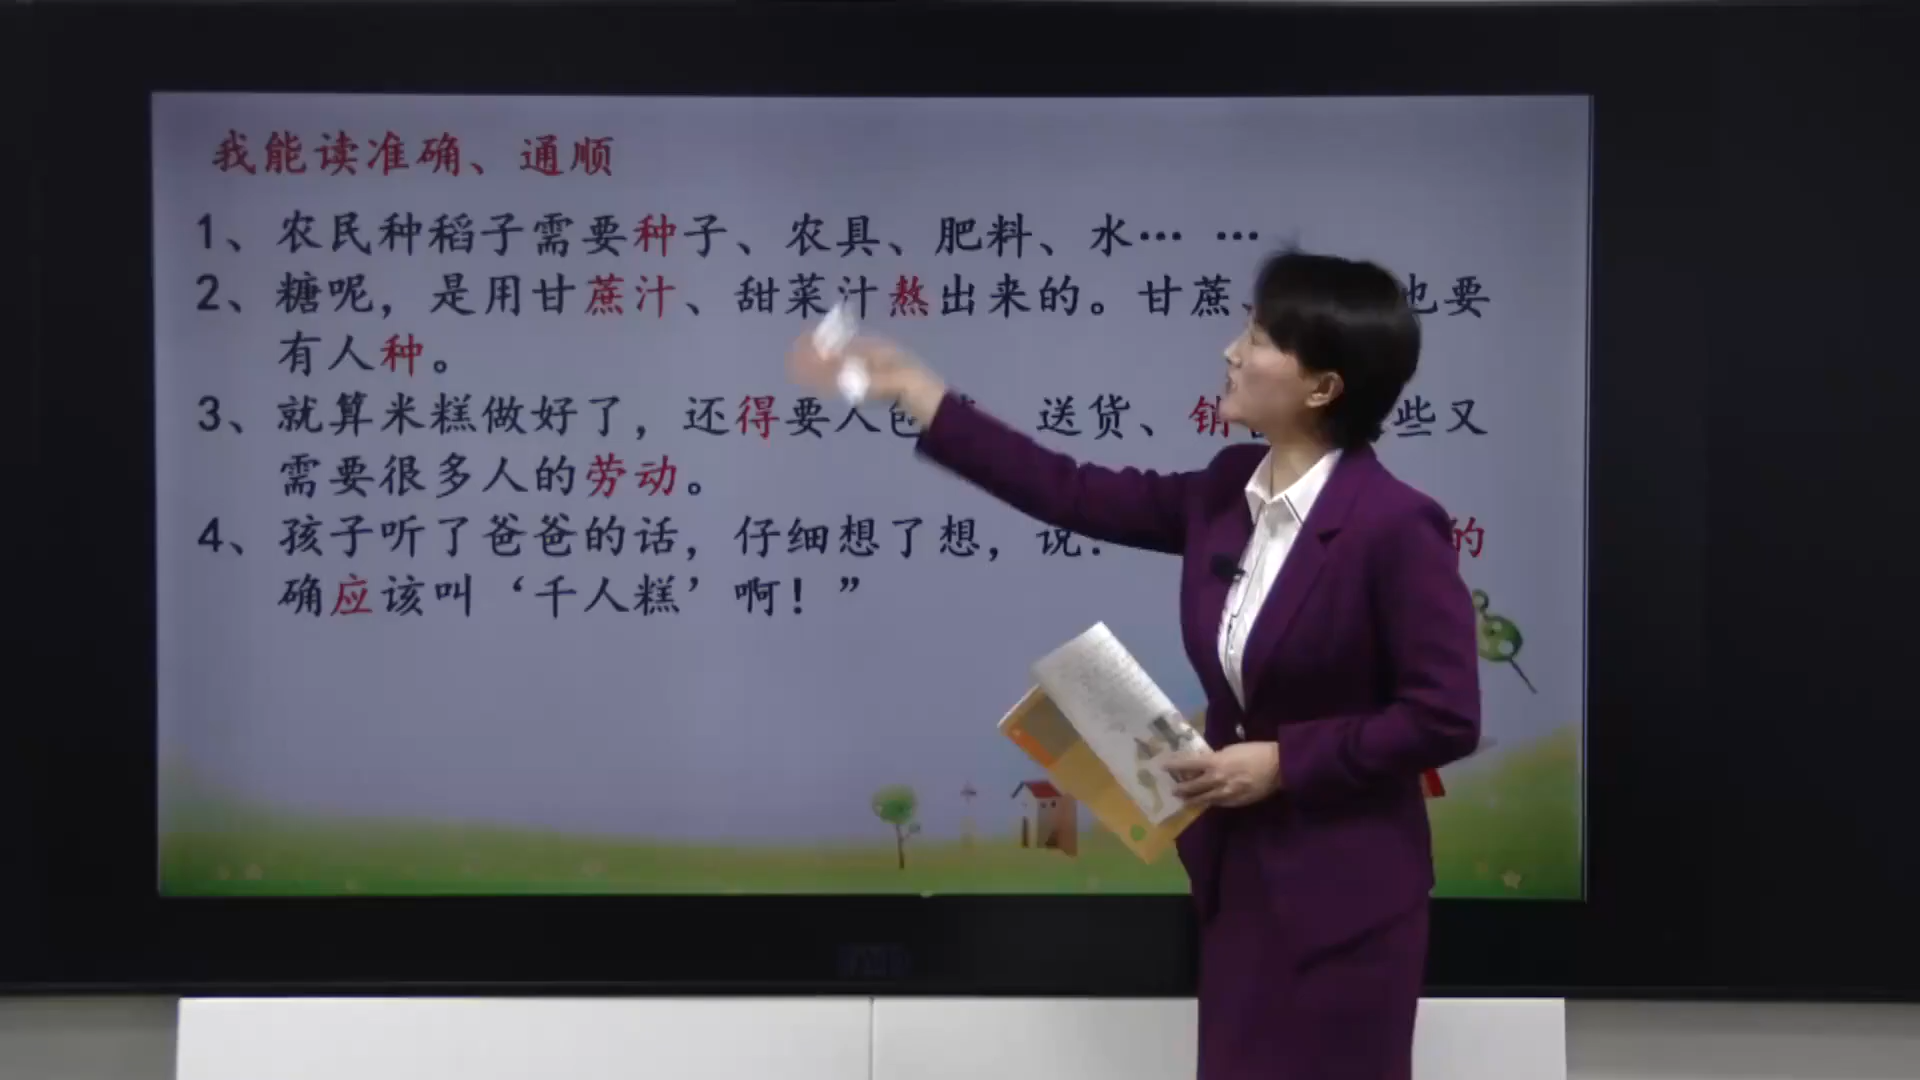 我能读准确、通顺
1、农民种稻子需要种子、农具、肥料、水… …
2、糖呢，是用甘蔗汁、甜菜汁熬出来的。甘蔗、 也要
有人种。
3、就算米糕做好了，还得要人包 送货、销 些又
需要很多人的劳动。
4、孩子听了爸爸的话，仔细想了想，说： 的
确应该叫‘千人糕’啊！”